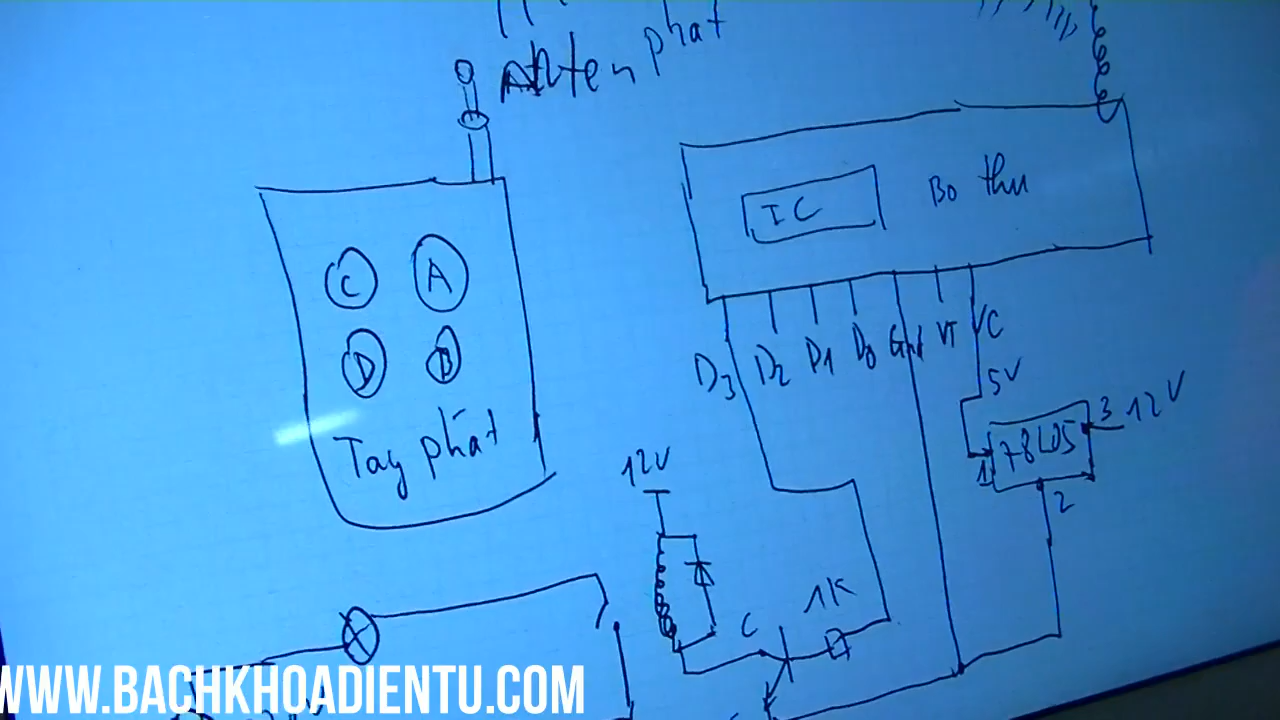 Anten phat
C A
D B
Tay phát
IC Bo thu
D3 D2 D1 D0 Gnd VT VC
5V
78L05
1
2
3 12V
12V
C
1K
WWW.BACHKHOADIENTU.COM